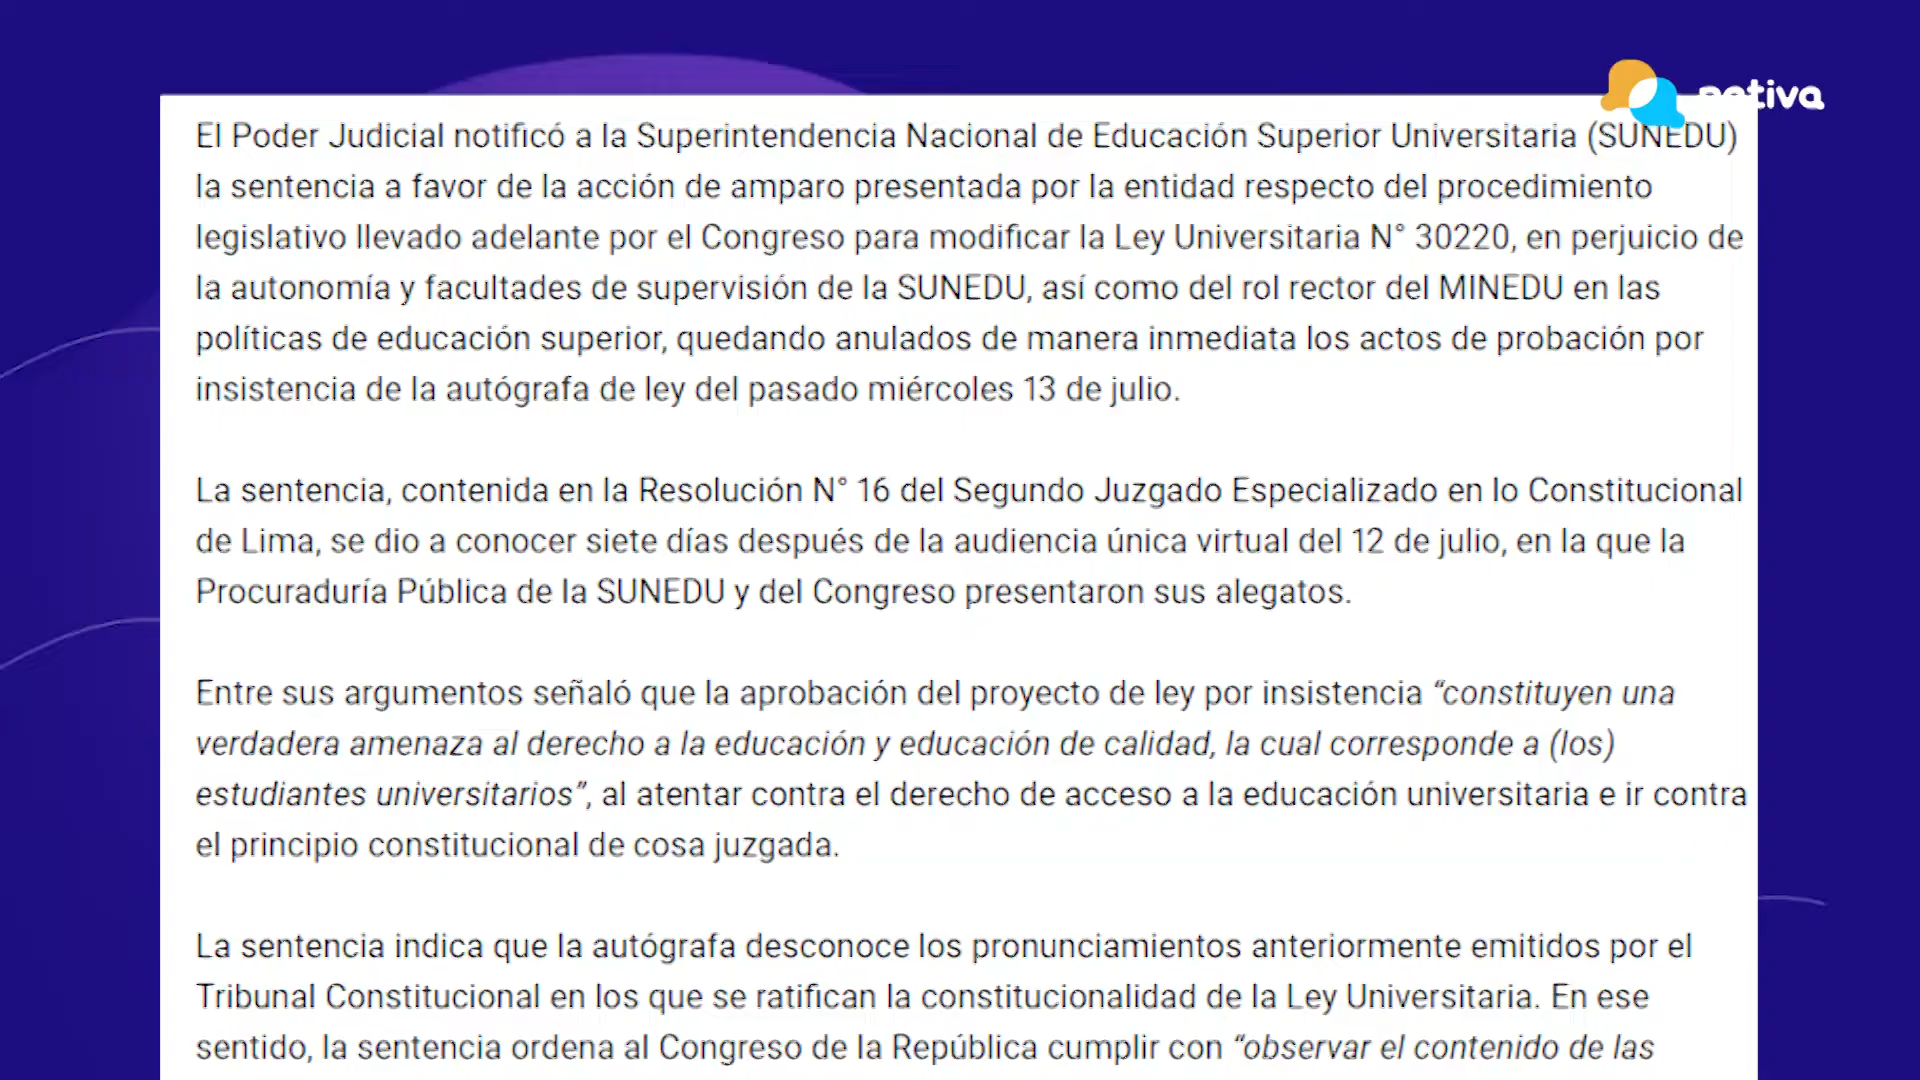 nativa
El Poder Judicial notificó a la Superintendencia Nacional de Educación Superior Universitaria (SUNEDU)
la sentencia a favor de la acción de amparo presentada por la entidad respecto del procedimiento
legislativo llevado adelante por el Congreso para modificar la Ley Universitaria N° 30220, en perjuicio de
la autonomía y facultades de supervisión de la SUNEDU, así como del rol rector del MINEDU en las
políticas de educación superior, quedando anulados de manera inmediata los actos de probación por
insistencia de la autógrafa de ley del pasado miércoles 13 de julio.
La sentencia, contenida en la Resolución N° 16 del Segundo Juzgado Especializado en lo Constitucional
de Lima, se dio a conocer siete días después de la audiencia única virtual del 12 de julio, en la que la
Procuraduría Pública de la SUNEDU y del Congreso presentaron sus alegatos.
Entre sus argumentos señaló que la aprobación del proyecto de ley por insistencia “constituyen una
verdadera amenaza al derecho a la educación y educación de calidad, la cual corresponde a (los)
estudiantes universitarios”, al atentar contra el derecho de acceso a la educación universitaria e ir contra
el principio constitucional de cosa juzgada.
La sentencia indica que la autógrafa desconoce los pronunciamientos anteriormente emitidos por el
Tribunal Constitucional en los que se ratifican la constitucionalidad de la Ley Universitaria. En ese
sentido, la sentencia ordena al Congreso de la República cumplir con “observar el contenido de las